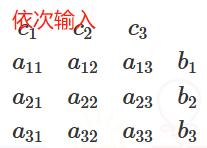 依次输入
c₁ c₂ c₃
a₁₁ a₁₂ a₁₃ b₁
a₂₁ a₂₂ a₂₃ b₂
a₃₁ a₃₂ a₃₃ b₃